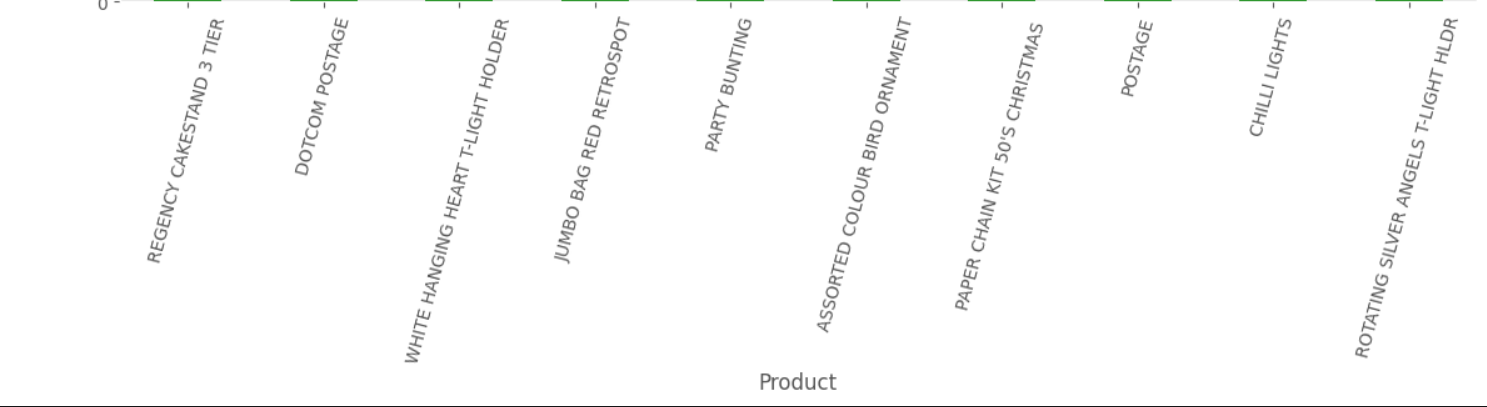 0
REGENCY CAKESTAND 3 TIER
DOTCOM POSTAGE
WHITE HANGING HEART T-LIGHT HOLDER
JUMBO BAG RED RETROSPOT
PARTY BUNTING
ASSORTED COLOUR BIRD ORNAMENT
PAPER CHAIN KIT 50'S CHRISTMAS
POSTAGE
CHILLI LIGHTS
ROTATING SILVER ANGELS T-LIGHT HLDR
Product